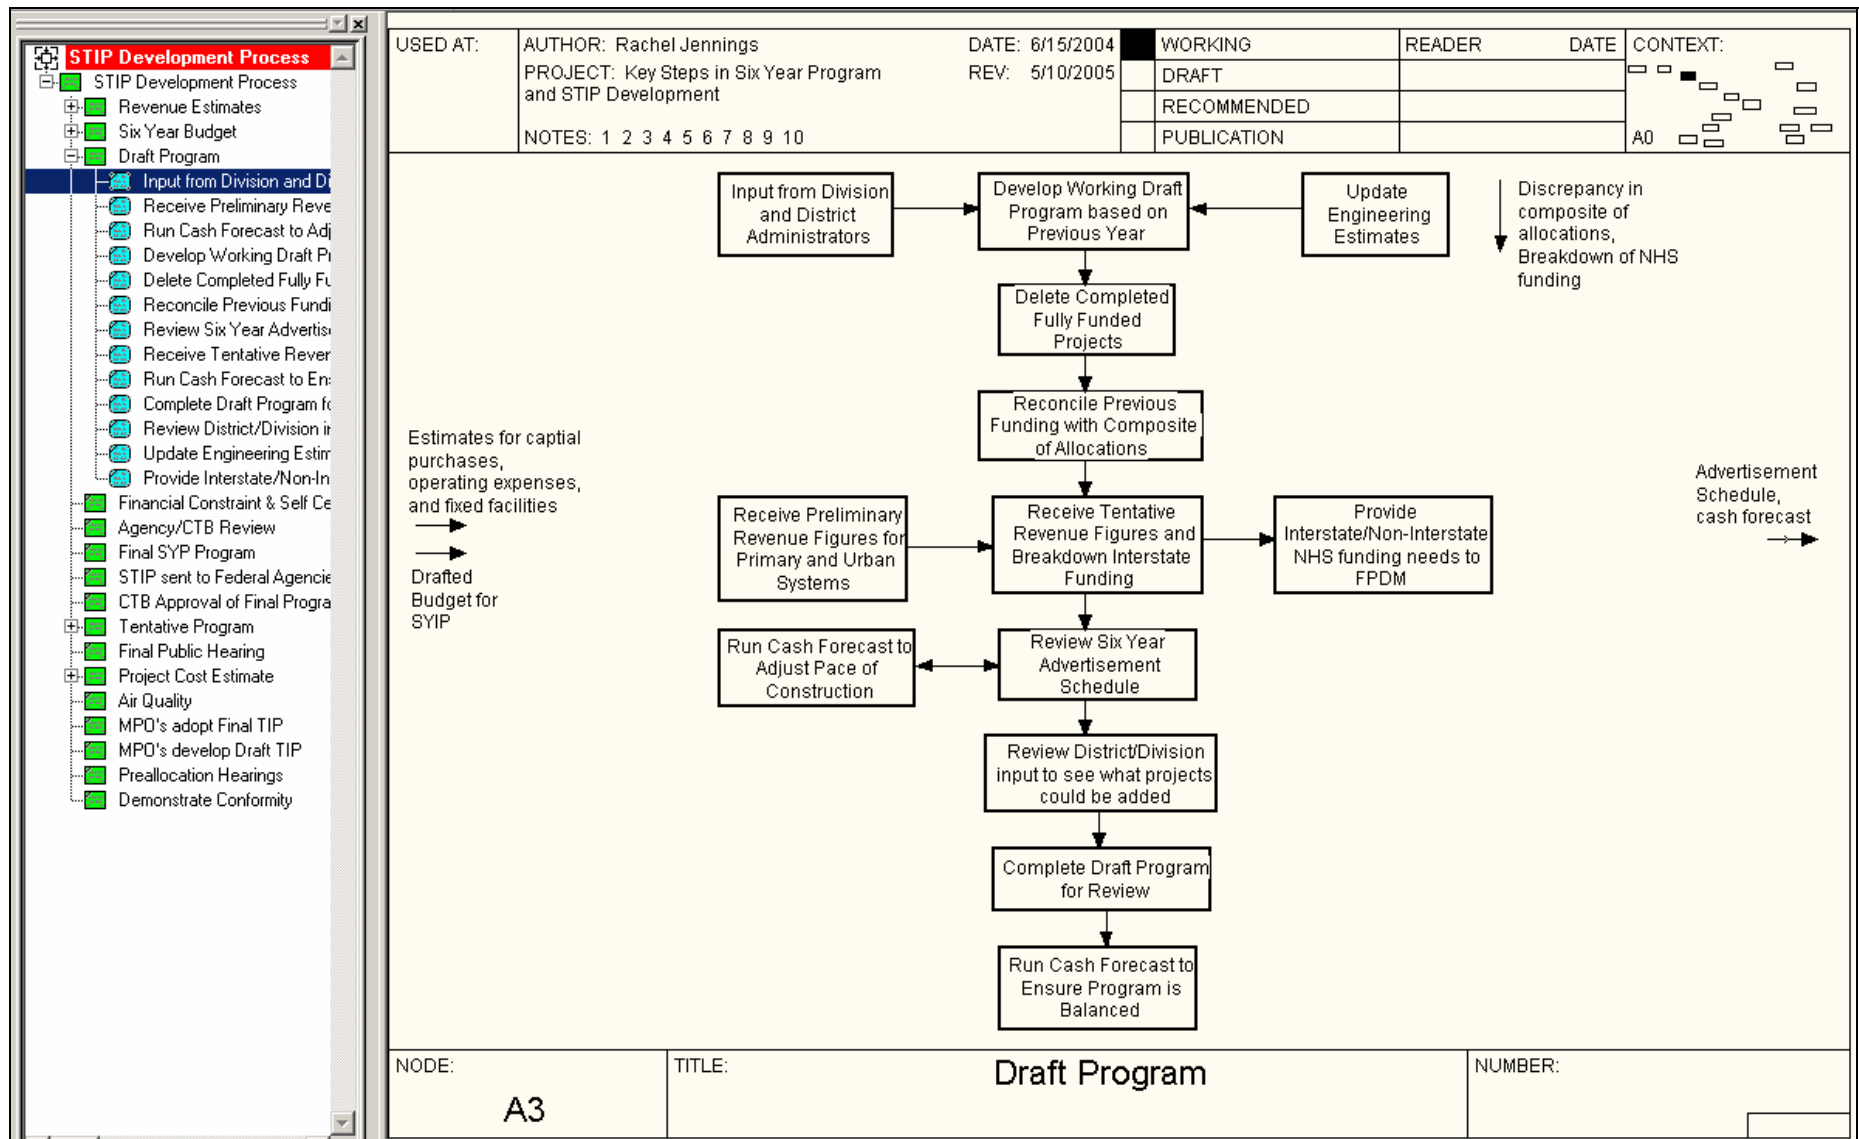 STIP Development Process
STIP Development Process
Revenue Estimates
Six Year Budget
Draft Program
Input from Division and Di
Receive Preliminary Reve
Run Cash Forecast to Adj
Develop Working Draft Pr
Delete Completed Fully Fu
Reconcile Previous Fundi
Review Six Year Advertis
Receive Tentative Rever
Run Cash Forecast to En
Complete Draft Program fo
Review District/Division in
Update Engineering Estim
Provide Interstate/Non-In
Financial Constraint & Self Ce
Agency/CTB Review
Final SYP Program
STIP sent to Federal Agencie
CTB Approval of Final Progra
Tentative Program
Final Public Hearing
Project Cost Estimate
Air Quality
MPO's adopt Final TIP
MPO's develop Draft TIP
Preallocation Hearings
Demonstrate Conformity
USED AT:
AUTHOR: Rachel Jennings
DATE: 6/15/2004
PROJECT: Key Steps in Six Year Program
and STIP Development
REV: 5/10/2005
NOTES: 1 2 3 4 5 6 7 8 9 10
WORKING
DRAFT
RECOMMENDED
PUBLICATION
READER DATE
CONTEXT:
A0
Input from Division
and District
Administrators
Develop Working Draft
Program based on
Previous Year
Update
Engineering
Estimates
Discrepancy in
composite of
allocations,
Breakdown of NHS
funding
Delete Completed
Fully Funded
Projects
Reconcile Previous
Funding with Composite
of Allocations
Estimates for captial
purchases,
operating expenses,
and fixed facilities
Drafted
Budget for
SYIP
Receive Preliminary
Revenue Figures for
Primary and Urban
Systems
Receive Tentative
Revenue Figures and
Breakdown Interstate
Funding
Provide
Interstate/Non-Interstate
NHS funding needs to
FPDM
Advertisement
Schedule,
cash forecast
Run Cash Forecast to
Adjust Pace of
Construction
Review Six Year
Advertisement
Schedule
Review District/Division
input to see what projects
could be added
Complete Draft Program
for Review
Run Cash Forecast to
Ensure Program is
Balanced
NODE:
A3
TITLE:
Draft Program
NUMBER: